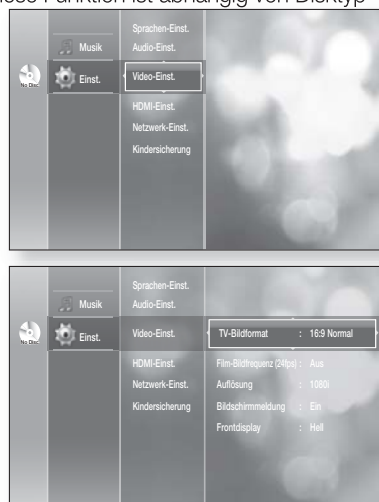 Diese Funktion ist abhängig von Disktyp
Sprachen-Einst.
Musik
Audio-Einst.
No Disc
Einst.
Video-Einst.
HDMI-Einst.
Netzwerk-Einst.
Kindersicherung
Sprachen-Einst.
Musik
Audio-Einst.
No Disc
Einst.
Video-Einst.
TV-Bildformat : 16:9 Normal
HDMI-Einst.
Film-Bildfrequenz (24fps) : Aus
Netzwerk-Einst.
Auflösung : 1080i
Kindersicherung
Bildschirmmeldung : Ein
Frontdisplay : Hell